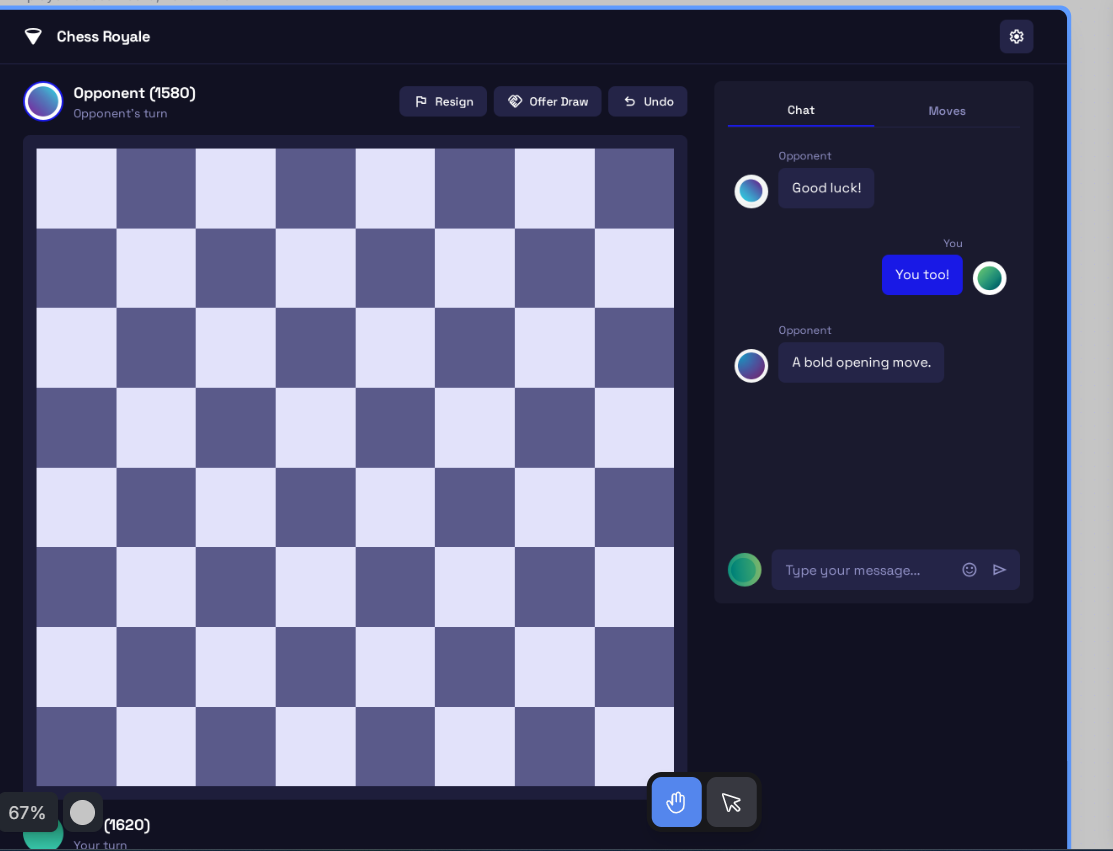 Chess Royale
Opponent (1580)
Opponent's turn
Resign
Offer Draw
Undo
Chat
Moves
Opponent
Good luck!
You
You too!
Opponent
A bold opening move.
Type your message...
67%
(1620)
Your turn